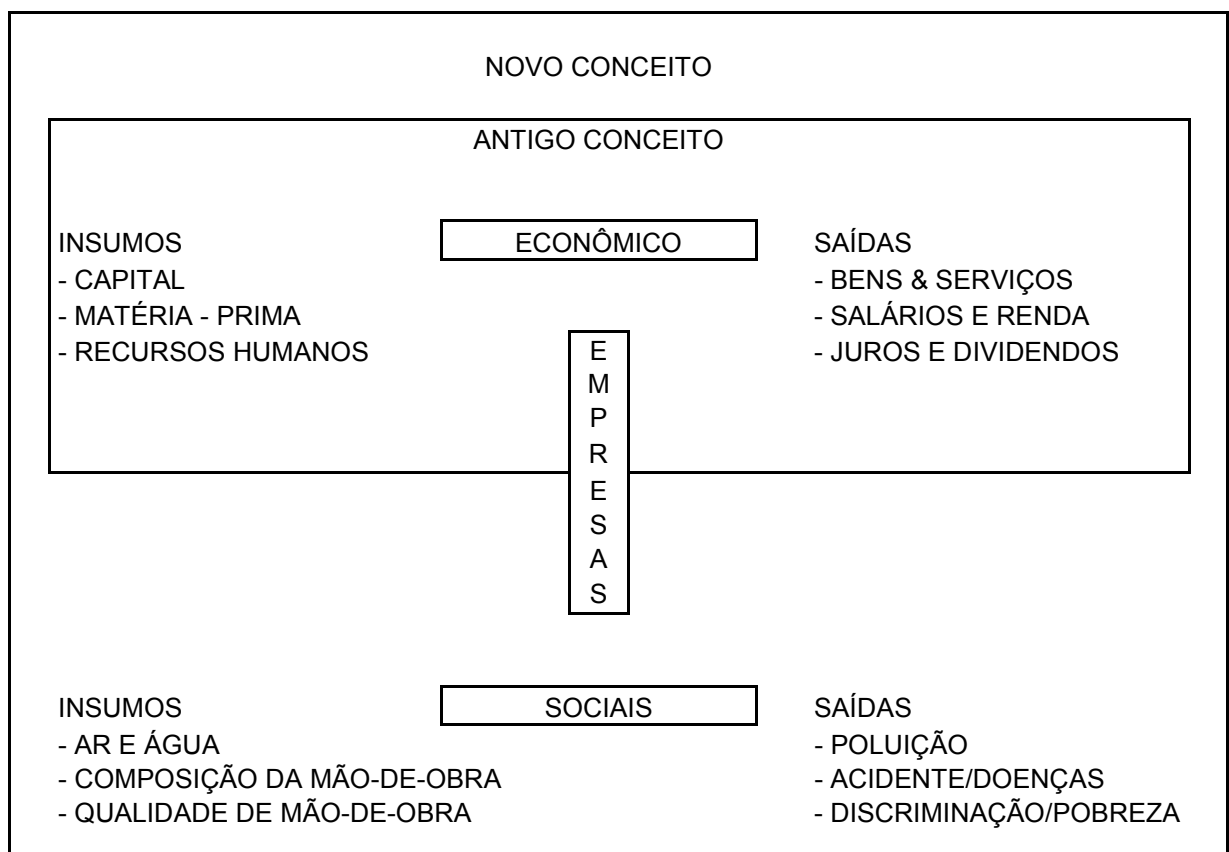 NOVO CONCEITO
ANTIGO CONCEITO
INSUMOS
- CAPITAL
- MATÉRIA - PRIMA
- RECURSOS HUMANOS
ECONÔMICO
SAÍDAS
- BENS & SERVIÇOS
- SALÁRIOS E RENDA
- JUROS E DIVIDENDOS
E
M
P
R
E
S
A
S
INSUMOS
- AR E ÁGUA
- COMPOSIÇÃO DA MÃO-DE-OBRA
- QUALIDADE DE MÃO-DE-OBRA
SOCIAIS
SAÍDAS
- POLUIÇÃO
- ACIDENTE/DOENÇAS
- DISCRIMINAÇÃO/POBREZA